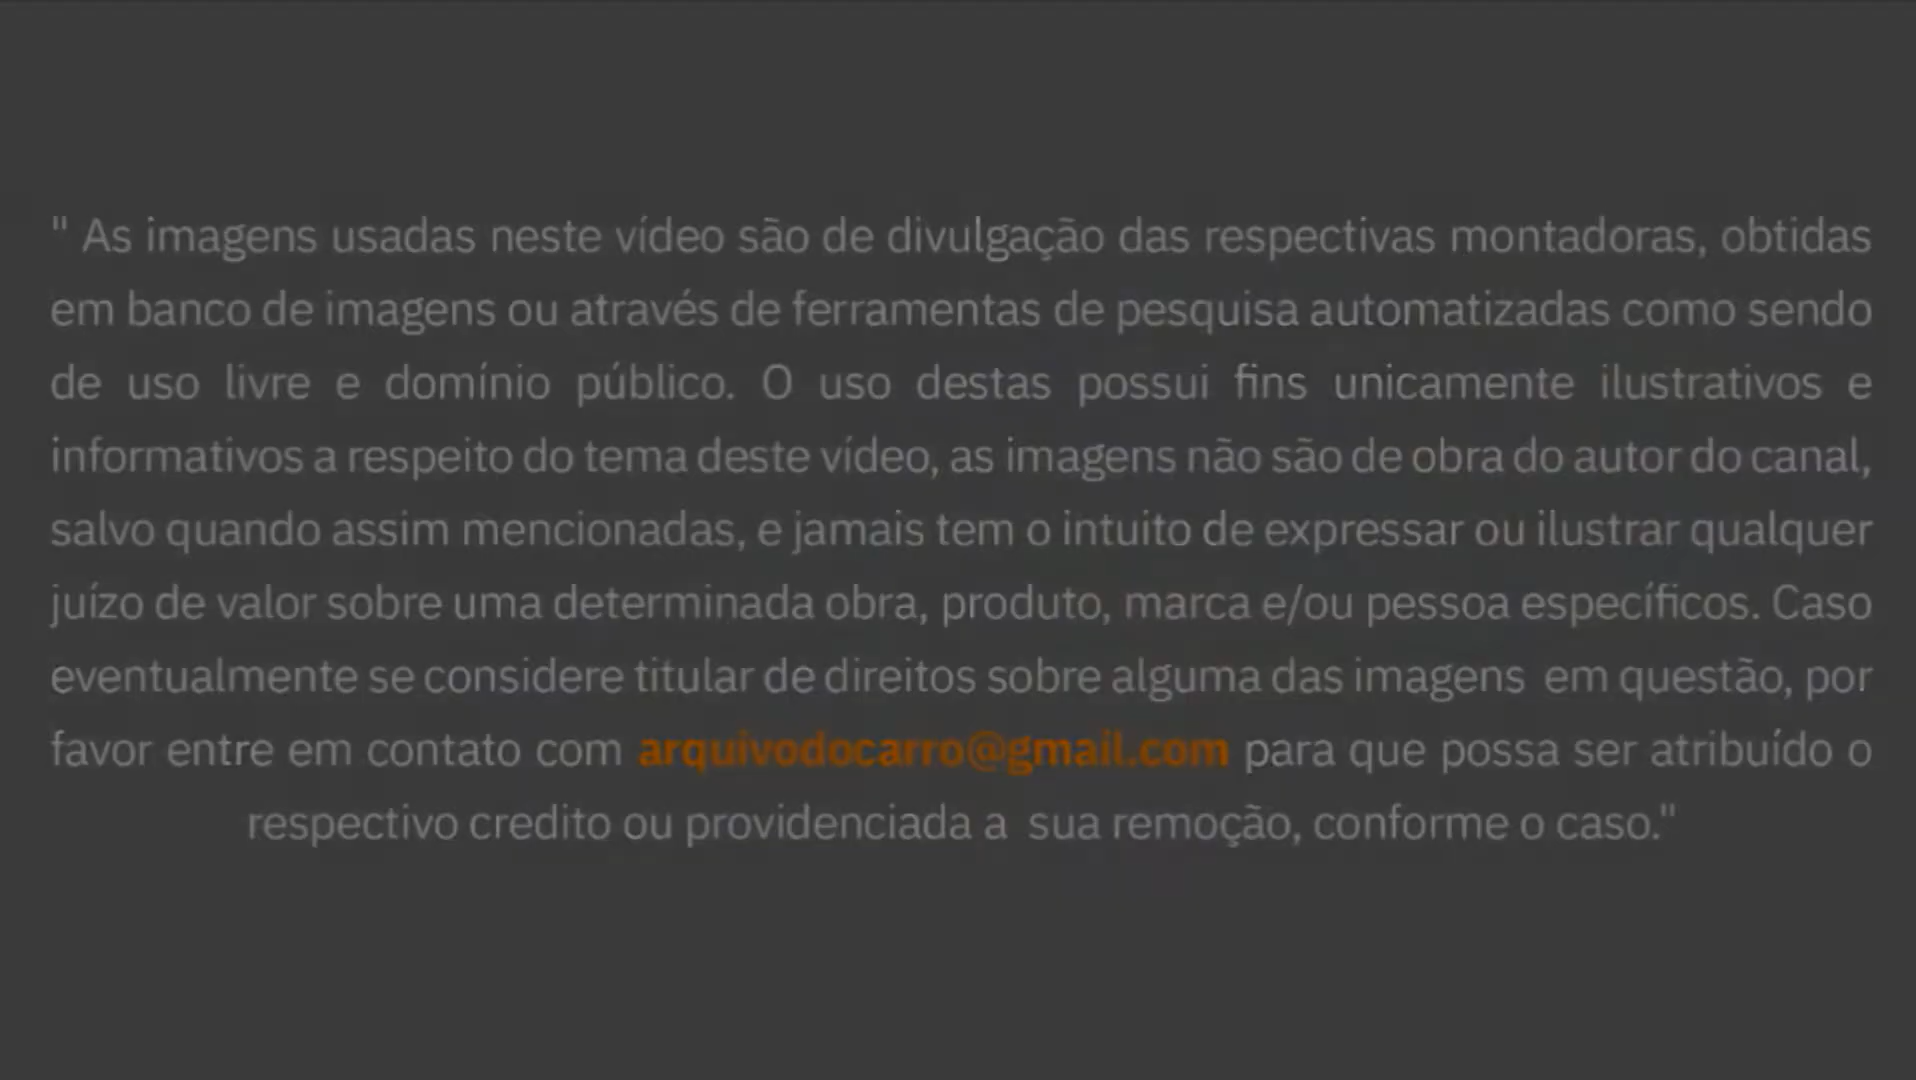 " As imagens usadas neste vídeo são de divulgação das respectivas montadoras, obtidas
em banco de imagens ou através de ferramentas de pesquisa automatizadas como sendo
de uso livre e domínio público. O uso destas possui fins unicamente ilustrativos e
informativos a respeito do tema deste vídeo, as imagens não são de obra do autor do canal,
salvo quando assim mencionadas, e jamais tem o intuito de expressar ou ilustrar qualquer
juízo de valor sobre uma determinada obra, produto, marca e/ou pessoa específicos. Caso
eventualmente se considere titular de direitos sobre alguma das imagens em questão, por
favor entre em contato com arquivodocarro@gmail.com para que possa ser atribuído o
respectivo credito ou providenciada a sua remoção, conforme o caso."